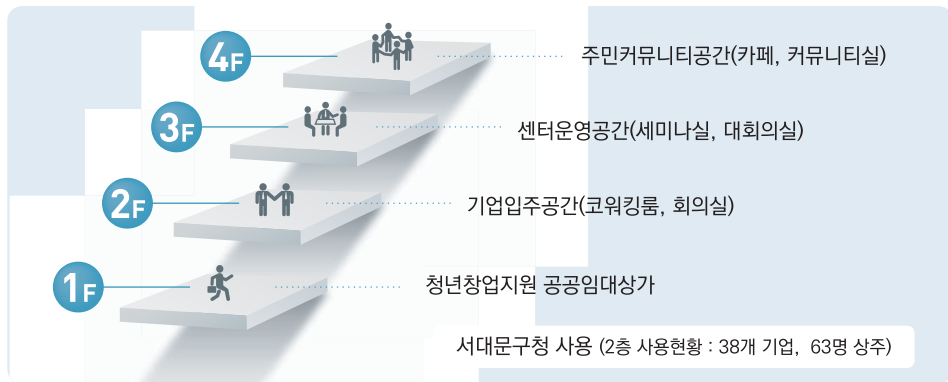 4F 주민커뮤니티공간(카페, 커뮤니티실)
3F 센터운영공간(세미나실, 대회의실)
2F 기업입주공간(코워킹룸, 회의실)
1F 청년창업지원 공공임대상가
서대문구청 사용 (2층 사용현황 : 38개 기업, 63명 상주)